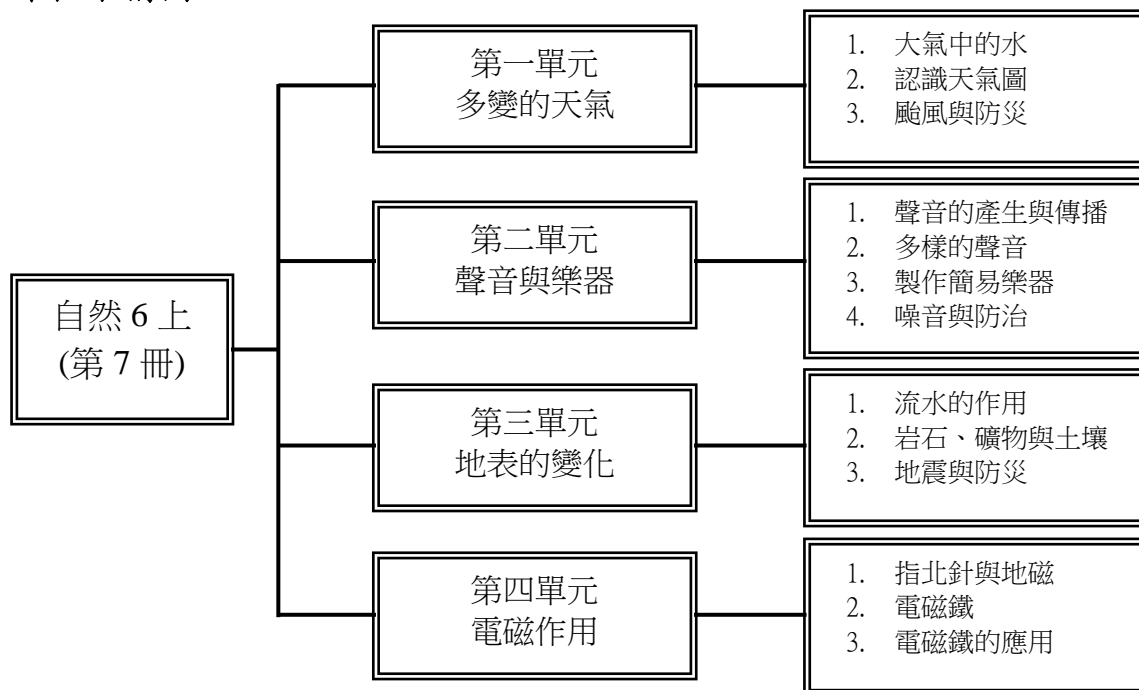 自然 6 上
(第 7 冊)
第一單元
多變的天氣
1. 大氣中的水
2. 認識天氣圖
3. 颱風與防災
第二單元
聲音與樂器
1. 聲音的產生與傳播
2. 多樣的聲音
3. 製作簡易樂器
4. 噪音與防治
第三單元
地表的變化
1. 流水的作用
2. 岩石、礦物與土壤
3. 地震與防災
第四單元
電磁作用
1. 指北針與地磁
2. 電磁鐵
3. 電磁鐵的應用